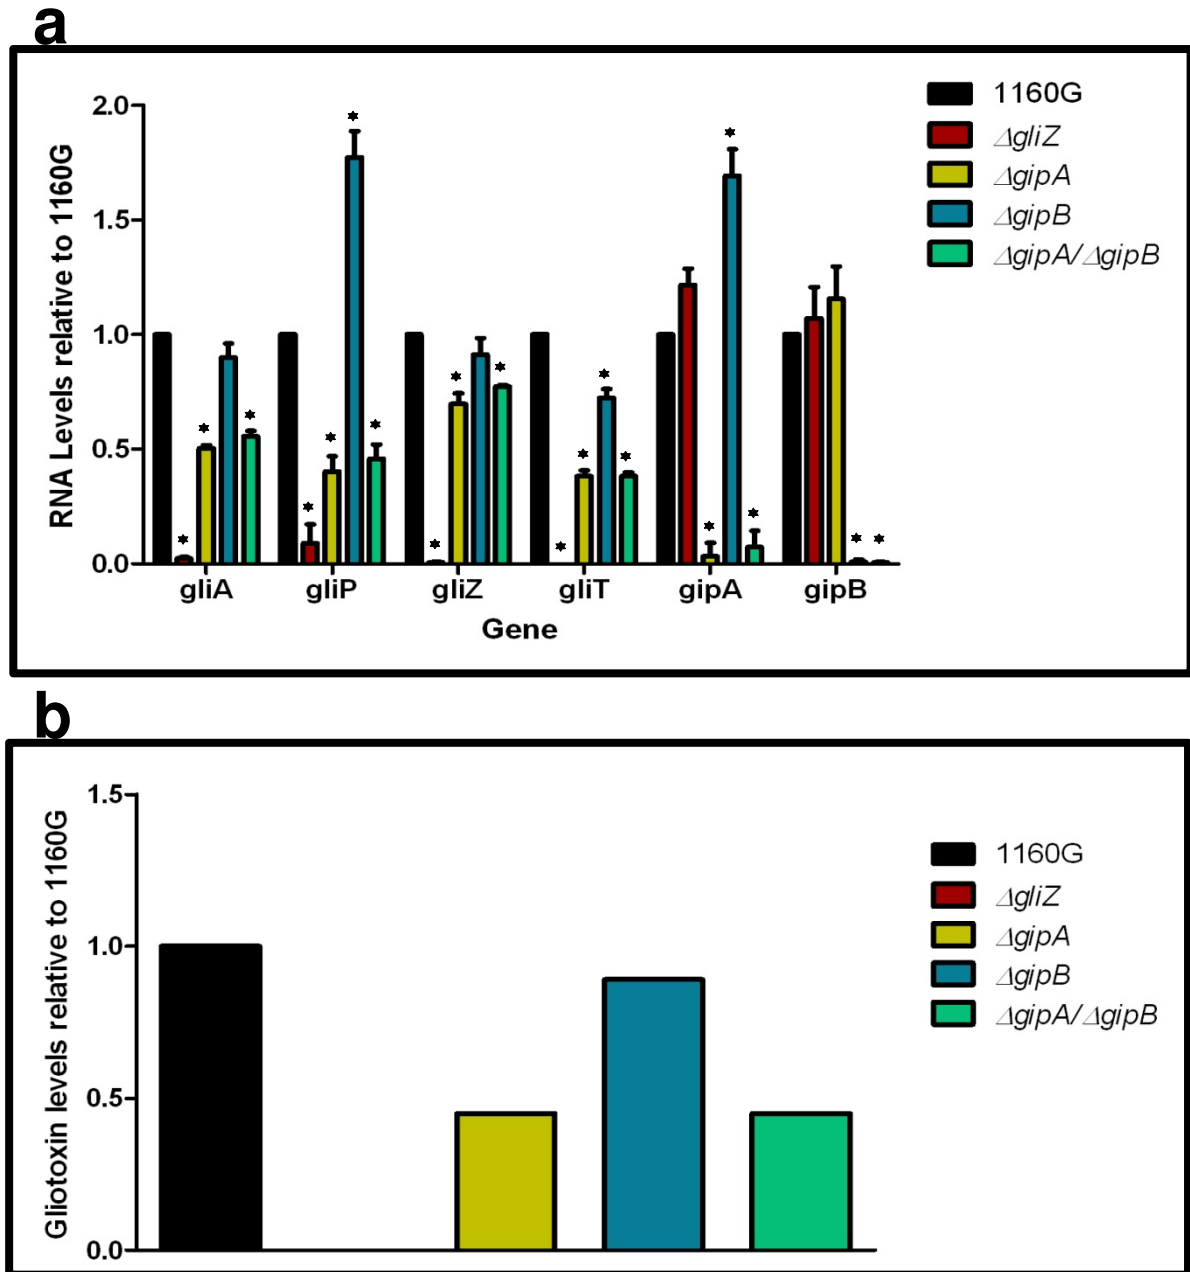 a
RNA Levels relative to 1160G
2.0
1.5
1.0
0.5
0.0
* * * * * * * * * * * * * * * * * *
gliA gliP gliZ gliT gipA gipB
Gene
1160G
ΔgliZ
ΔgipA
ΔgipB
ΔgipA/ΔgipB
b
Gliotoxin levels relative to 1160G
1.5
1.0
0.5
0.0
1160G
ΔgliZ
ΔgipA
ΔgipB
ΔgipA/ΔgipB